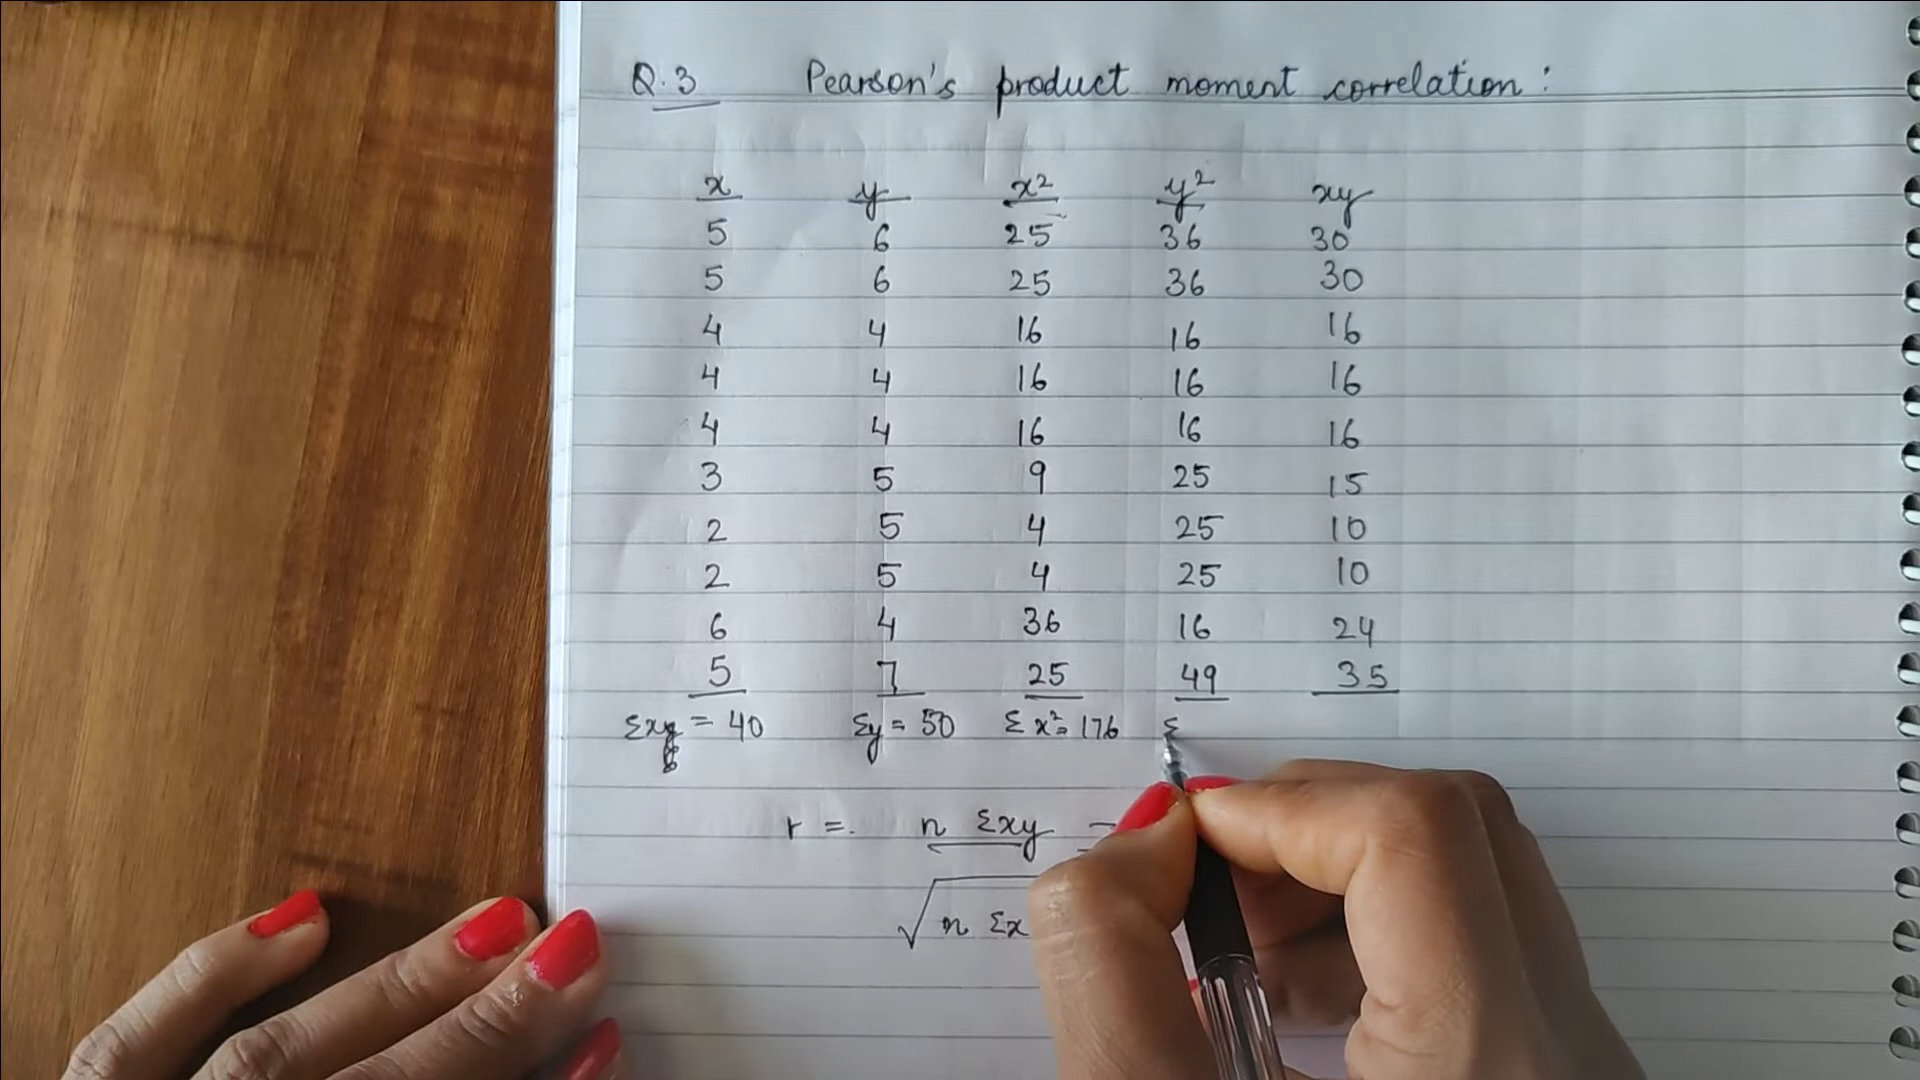 Q.3 Pearson's product moment correlation :
x y x² y² xy
5 6 25 36 30
5 6 25 36 30
4 4 16 16 16
4 4 16 16 16
4 4 16 16 16
3 5 9 25 15
2 5 4 25 10
2 5 4 25 10
6 4 36 16 24
5 7 25 49 35
Σx = 40 Σy = 50 Σx² = 176 Σ
r = n Σxy -
√ n Σx